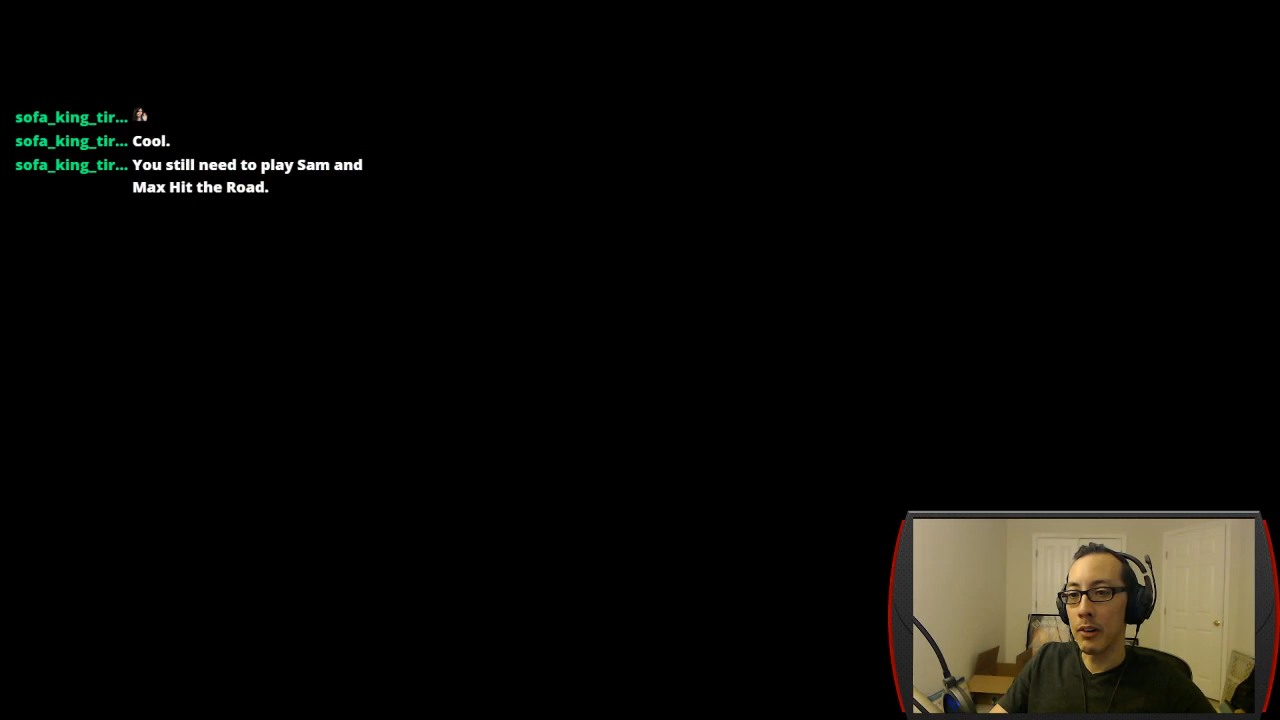 sofa_king_tir...
sofa_king_tir... Cool.
sofa_king_tir... You still need to play Sam and
Max Hit the Road.